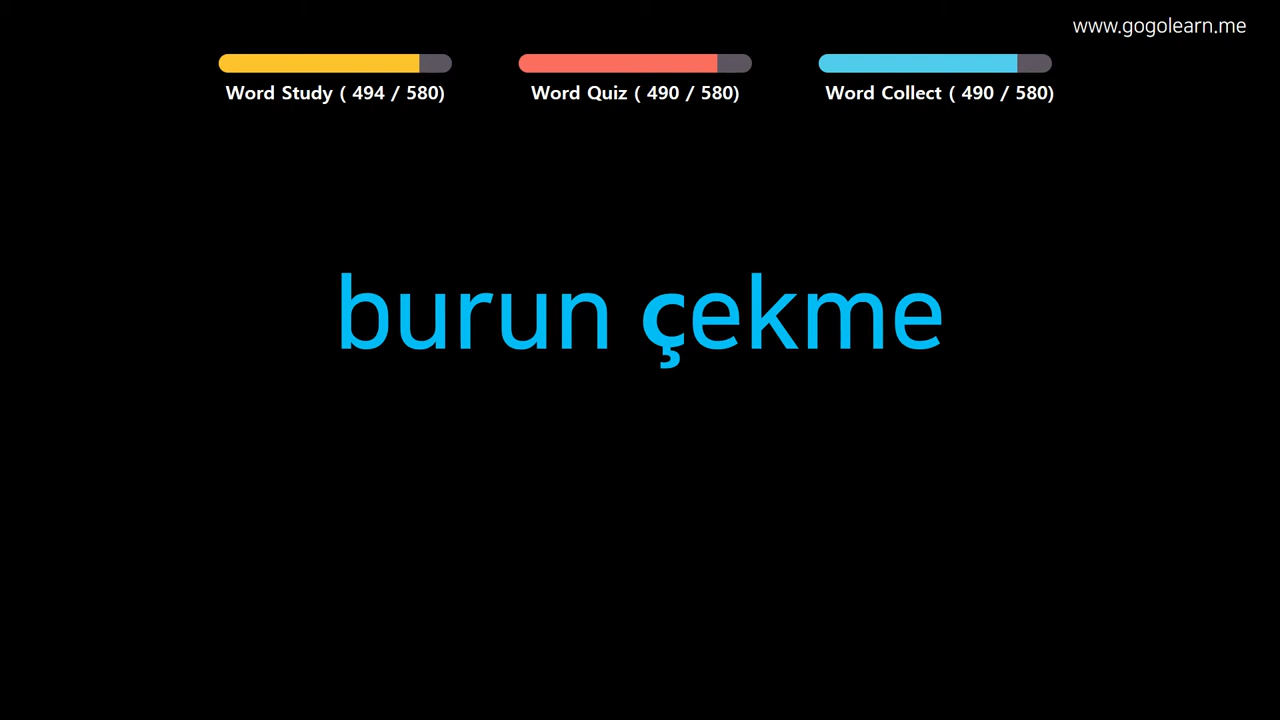 www.gogolearn.me
Word Study ( 494 / 580)
Word Quiz ( 490 / 580)
Word Collect ( 490 / 580)
burun çekme